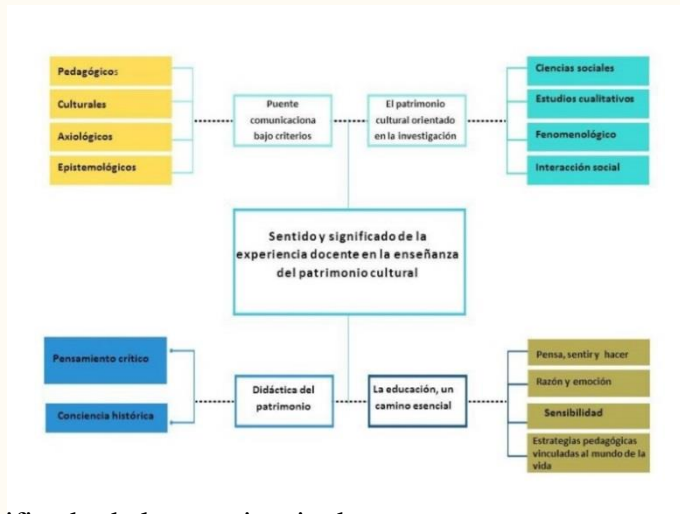 Pedagógicos
Culturales
Axiológicos
Epistemológicos
Puente
comunicaciona
bajo criterios
El patrimonio
cultural orientado
en la investigación
Ciencias sociales
Estudios cualitativos
Fenomenológico
Interacción social
Sentido y significado de la
experiencia docente en la enseñanza
del patrimonio cultural
Pensamiento crítico
Conciencia histórica
Didáctica del
patrimonio
La educación, un
camino esencial
Pensa, sentir y hacer
Razón y emoción
Sensibilidad
Estrategias pedagógicas
vinculadas al mundo de la
vida